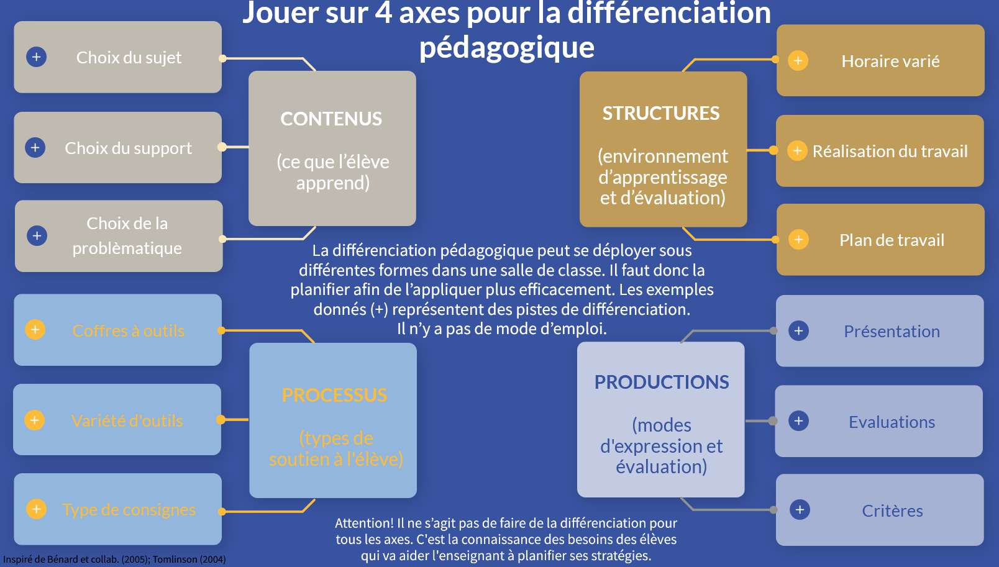 Jouer sur 4 axes pour la différenciation
pédagogique
Choix du sujet
Choix du support
Choix de la
problèmatique
CONTENUS
(ce que l’élève
apprend)
STRUCTURES
(environnement
d’apprentissage
et d’évaluation)
Horaire varié
Réalisation du travail
Plan de travail
La différenciation pédagogique peut se déployer sous
différentes formes dans une salle de classe. Il faut donc la
planifier afin de l’appliquer plus efficacement. Les exemples
donnés (+) représentent des pistes de différenciation.
Il n’y a pas de mode d’emploi.
Coffres à outils
Variété d'outils
Type de consignes
PROCESSUS
(types de
soutien à l'élève)
PRODUCTIONS
(modes
d'expression et
évaluation)
Présentation
Evaluations
Critères
Attention! Il ne s’agit pas de faire de la différenciation pour
tous les axes. C'est la connaissance des besoins des élèves
qui va aider l'enseignant à planifier ses stratégies.
Inspiré de Bénard et collab. (2005); Tomlinson (2004)